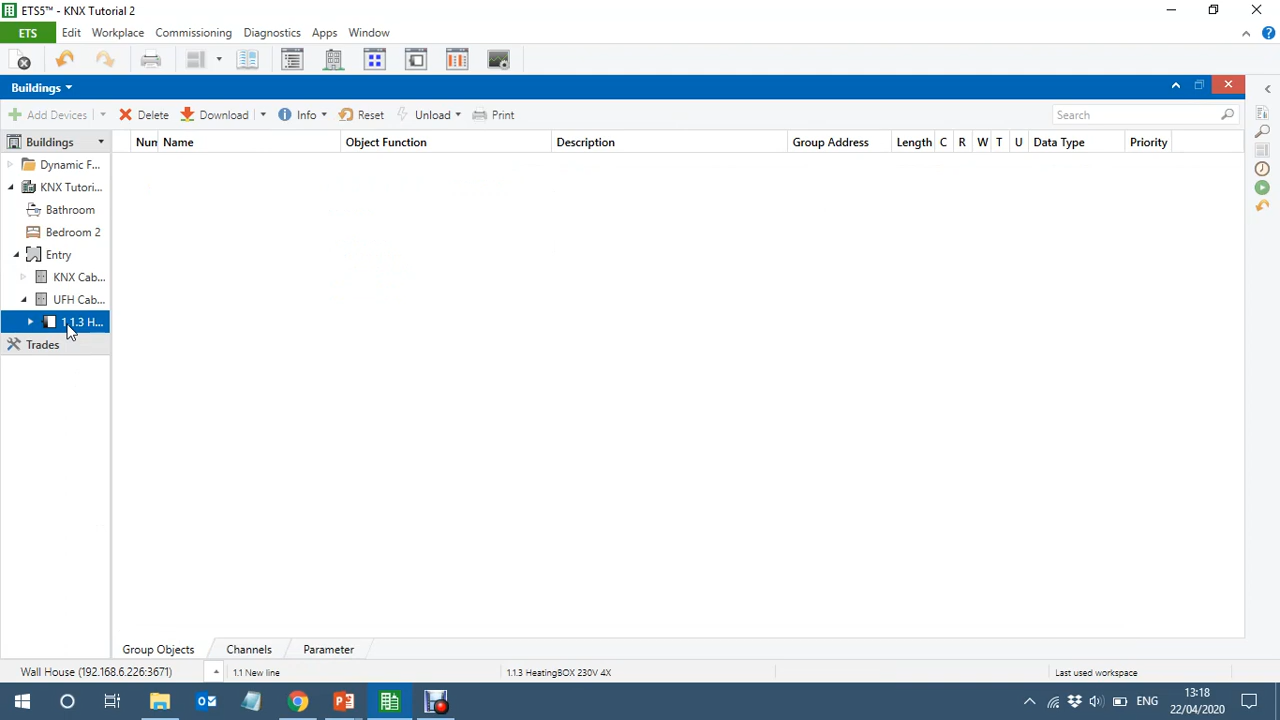 ETS5™ - KNX Tutorial 2
ETS Edit Workplace Commissioning Diagnostics Apps Window
Buildings
Add Devices Delete Download Info Reset Unload Print Search
Buildings Num Name Object Function Description Group Address Length C R W T U Data Type Priority
Dynamic F...
KNX Tutori...
Bathroom
Bedroom 2
Entry
KNX Cab...
UFH Cab...
1.1.3 H...
Trades
Group Objects Channels Parameter
Wall House (192.168.6.226:3671) 1.1 New line 1.1.3 HeatingBOX 230V 4X Last used workspace
ENG 13:18
22/04/2020